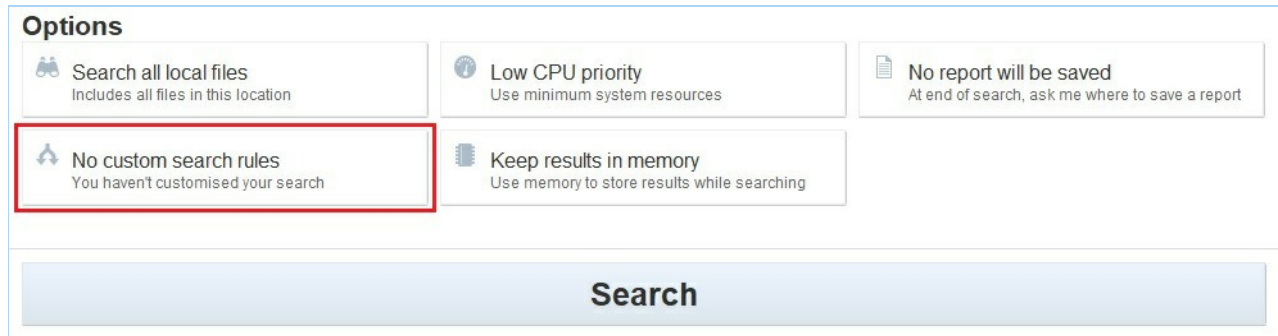 Options
Search all local files
Includes all files in this location
Low CPU priority
Use minimum system resources
No report will be saved
At end of search, ask me where to save a report
No custom search rules
You haven't customised your search
Keep results in memory
Use memory to store results while searching
Search